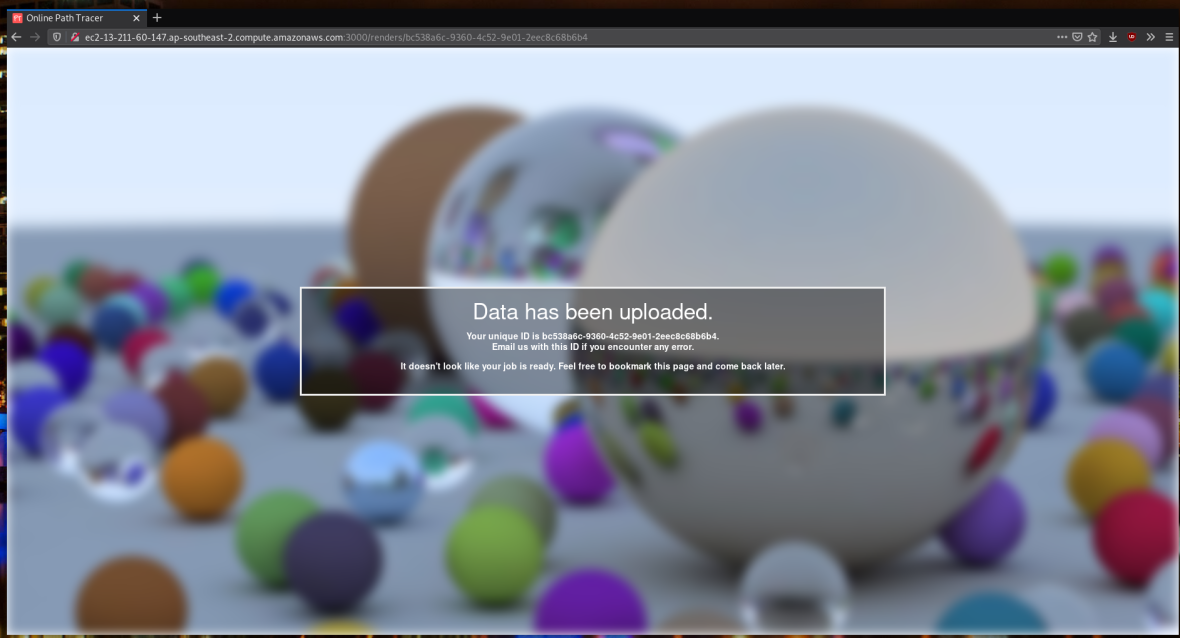 PT Online Path Tracer
ec2-13-211-60-147.ap-southeast-2.compute.amazonaws.com:3000/renders/bc538a6c-9360-4c52-9e01-2eec8c68b6b4
Data has been uploaded.
Your unique ID is bc538a6c-9360-4c52-9e01-2eec8c68b6b4.
Email us with this ID if you encounter any error.
It doesn't look like your job is ready. Feel free to bookmark this page and come back later.